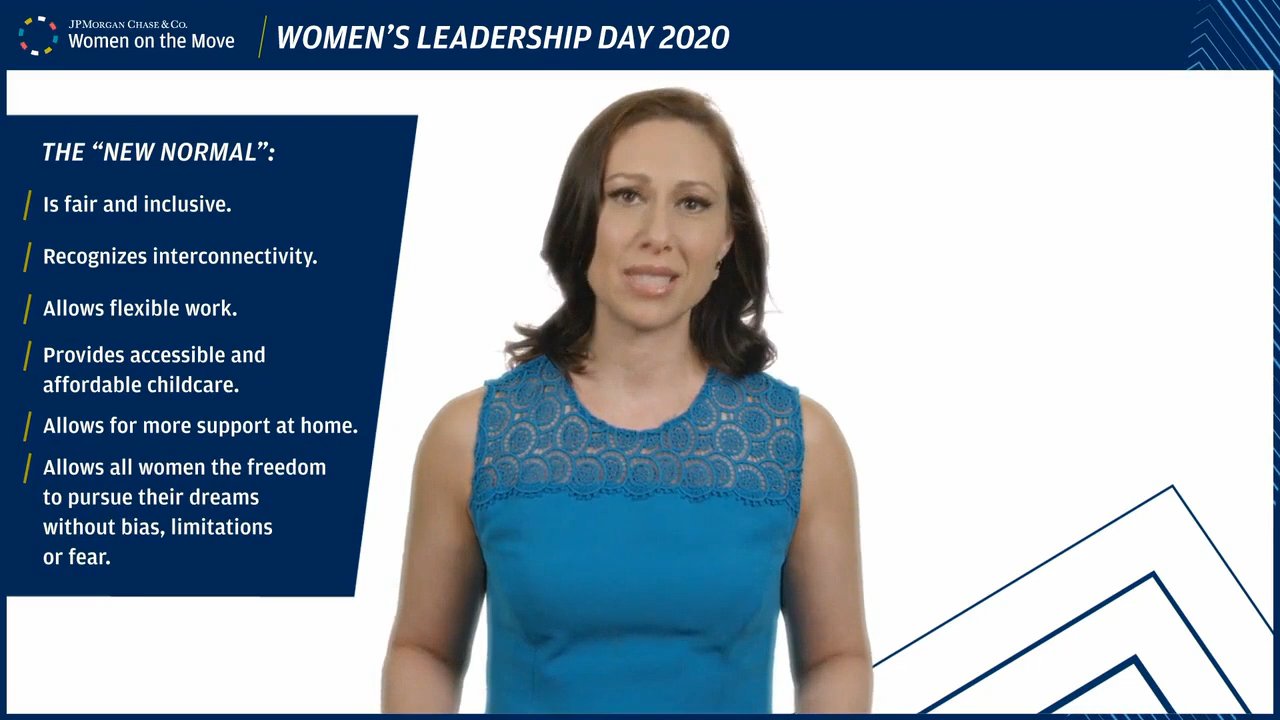 JPMORGAN CHASE & CO.
Women on the Move
WOMEN’S LEADERSHIP DAY 2020
THE “NEW NORMAL”:
Is fair and inclusive.
Recognizes interconnectivity.
Allows flexible work.
Provides accessible and
affordable childcare.
Allows for more support at home.
Allows all women the freedom
to pursue their dreams
without bias, limitations
or fear.